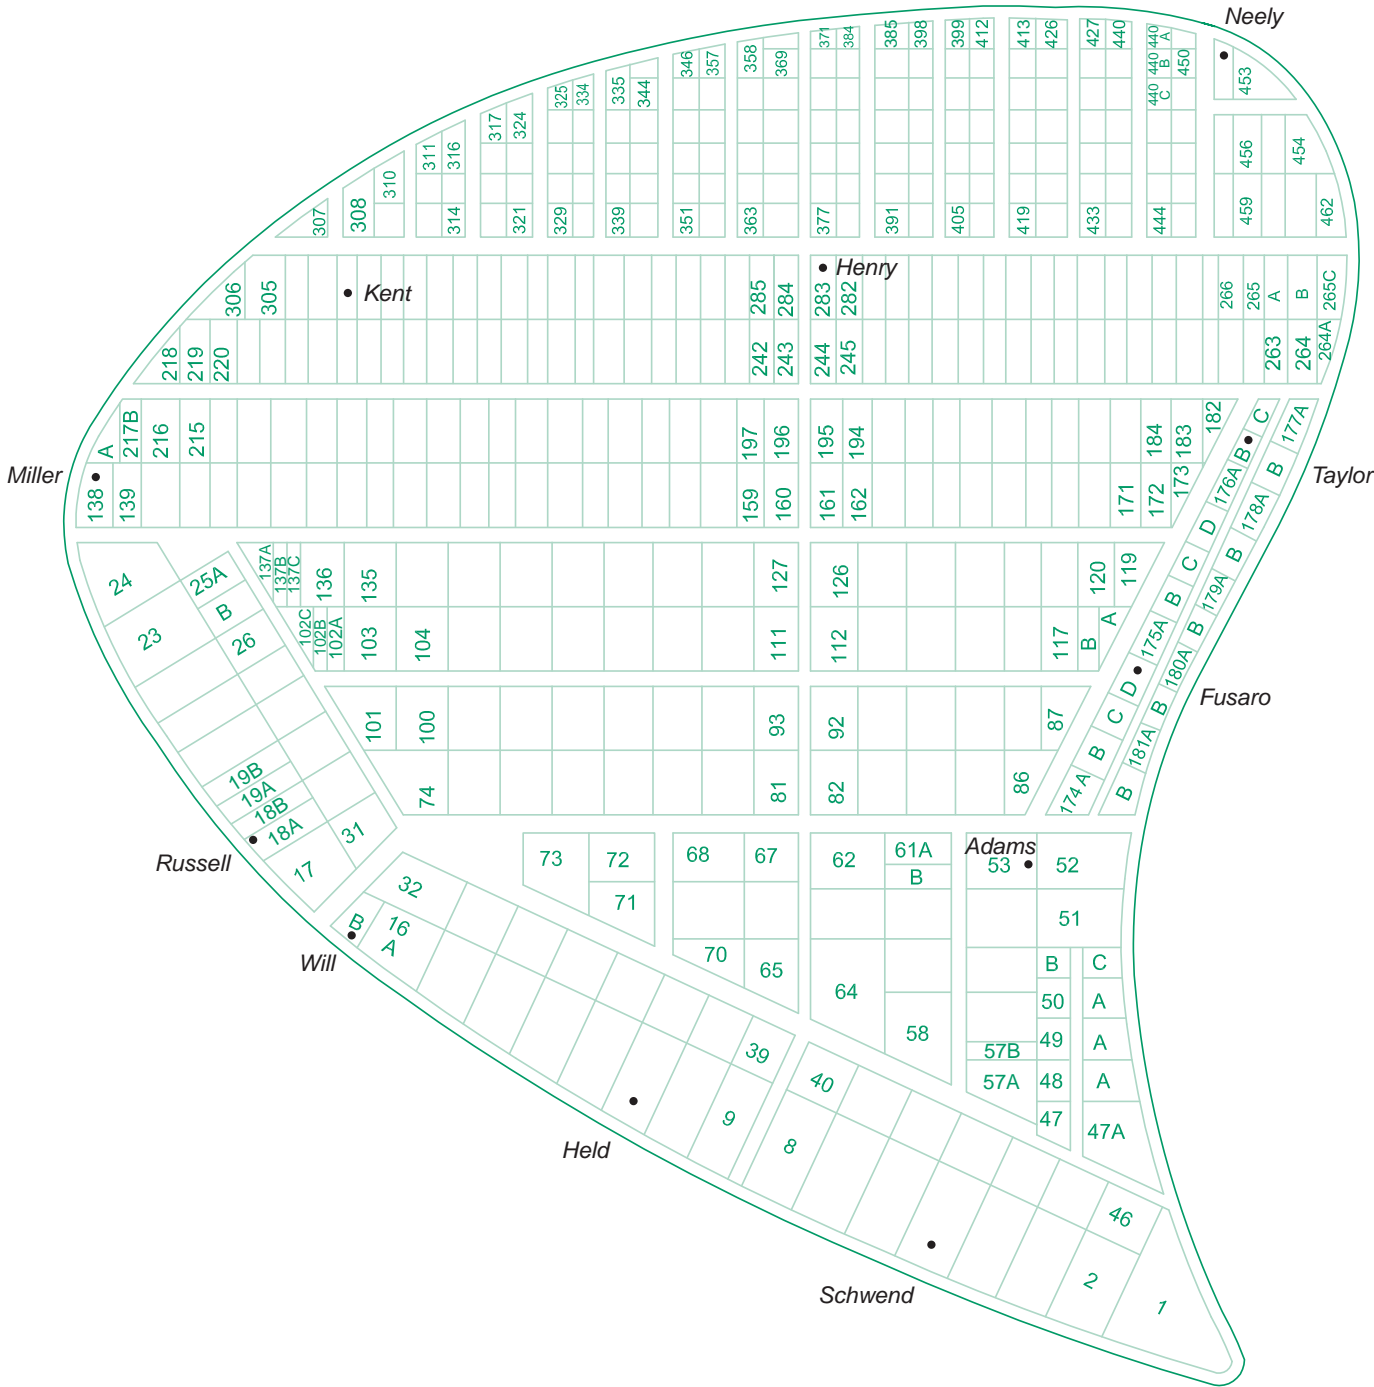 Neely
371 384 385 398 399 412 413 426 427 440 440 A
346 357 358 369 440 B 450 453
325 334 335 344 440 C
317 324
311 316 456 454
310
307 308 314 321 329 339 351 363 377 391 405 419 433 444 459 462
Henry
Kent
306 305 285 284 283 282 266 265 A B 265C
218 219 220 242 243 244 245 263 264 264A
A 217B 216 215 197 196 195 194 184 183 182 C 177A
Miller
138 139 159 160 161 162 171 172 173 176A B B
Taylor
D 178A
24 25A 137A 137B 137C 136 135 127 126 120 119 C B
23 B 26 102C 102B 102A 103 104 111 112 117 B A 175A B 179A
B
D 180A
Fusaro
101 100 93 92 87 C B
19B 74 81 82 86 B 181A
19A 174A B
18B
18A 31
Russell
17
73 72 68 67 62 61A Adams
53 52
B
32 71 51
B 16
A
Will
70 65 64 B C
50 A
58 49 A
39 57B
40 57A 48 A
9 8 47 47A
Held
46
2 1
Schwend